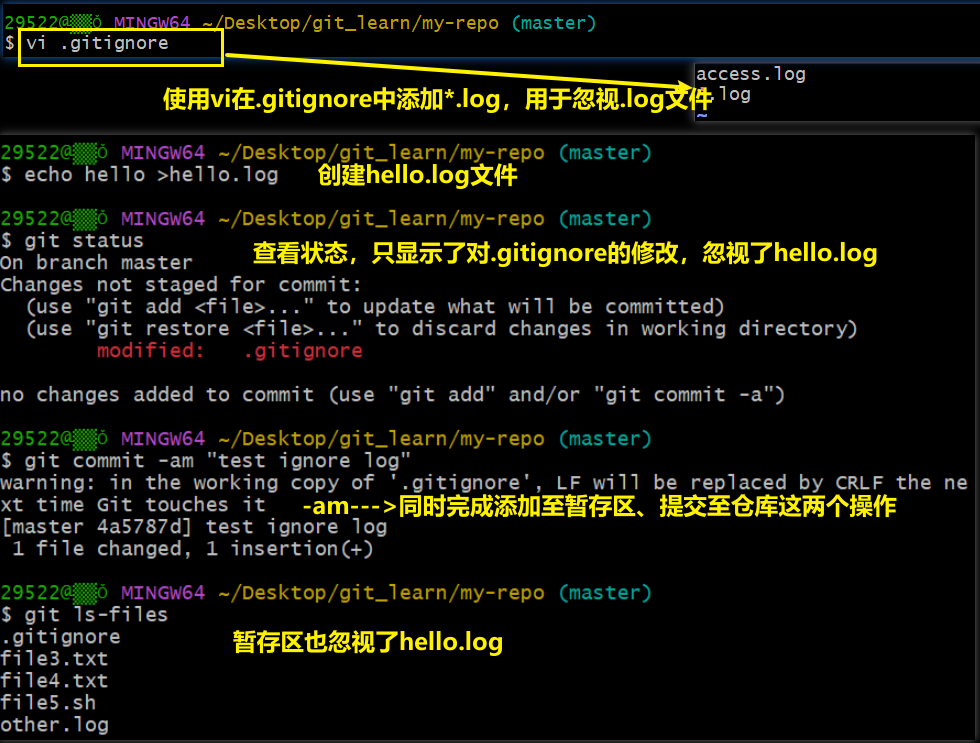 29522@ MINGW64 ~/Desktop/git_learn/my-repo (master)
$ vi .gitignore
access.log
使用vi在.gitignore中添加*.log，用于忽视.log文件
.log
~
29522@ MINGW64 ~/Desktop/git_learn/my-repo (master)
$ echo hello >hello.log
创建hello.log文件
29522@ MINGW64 ~/Desktop/git_learn/my-repo (master)
$ git status
查看状态，只显示了对.gitignore的修改，忽视了hello.log
On branch master
Changes not staged for commit:
(use "git add <file>..." to update what will be committed)
(use "git restore <file>..." to discard changes in working directory)
modified: .gitignore
no changes added to commit (use "git add" and/or "git commit -a")
29522@ MINGW64 ~/Desktop/git_learn/my-repo (master)
$ git commit -am "test ignore log"
warning: in the working copy of '.gitignore', LF will be replaced by CRLF the ne
xt time Git touches it
-am--->同时完成添加至暂存区、提交至仓库这两个操作
[master 4a5787d] test ignore log
1 file changed, 1 insertion(+)
29522@ MINGW64 ~/Desktop/git_learn/my-repo (master)
$ git ls-files
.gitignore
暂存区也忽视了hello.log
file3.txt
file4.txt
file5.sh
other.log